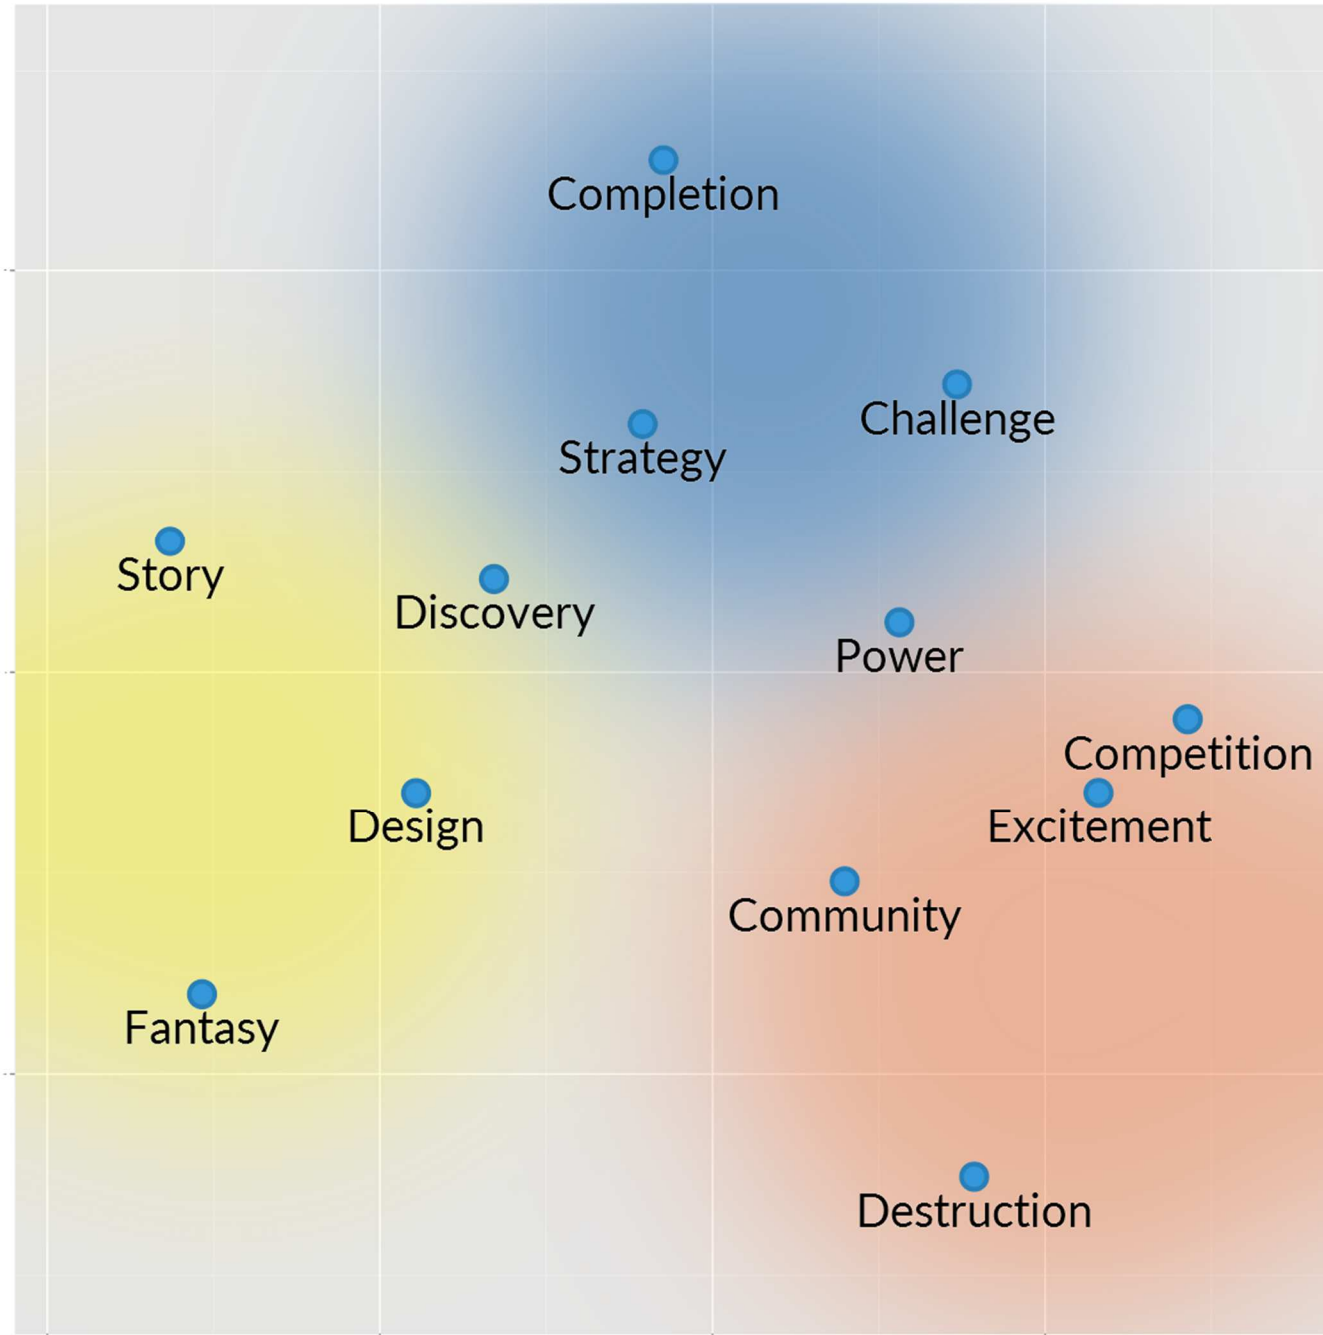 Completion
Challenge
Strategy
Story
Discovery
Power
Competition
Excitement
Design
Community
Fantasy
Destruction